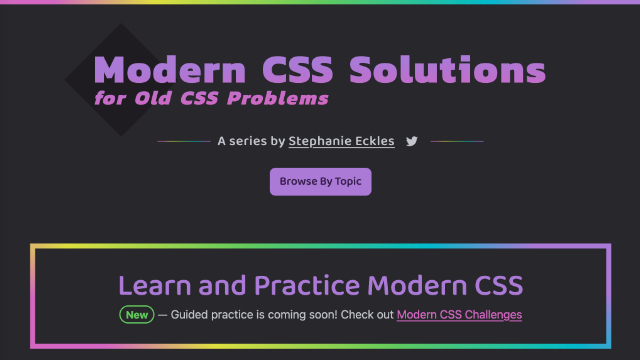 Modern CSS Solutions
for Old CSS Problems
A series by Stephanie Eckles
Browse By Topic
Learn and Practice Modern CSS
New — Guided practice is coming soon! Check out Modern CSS Challenges